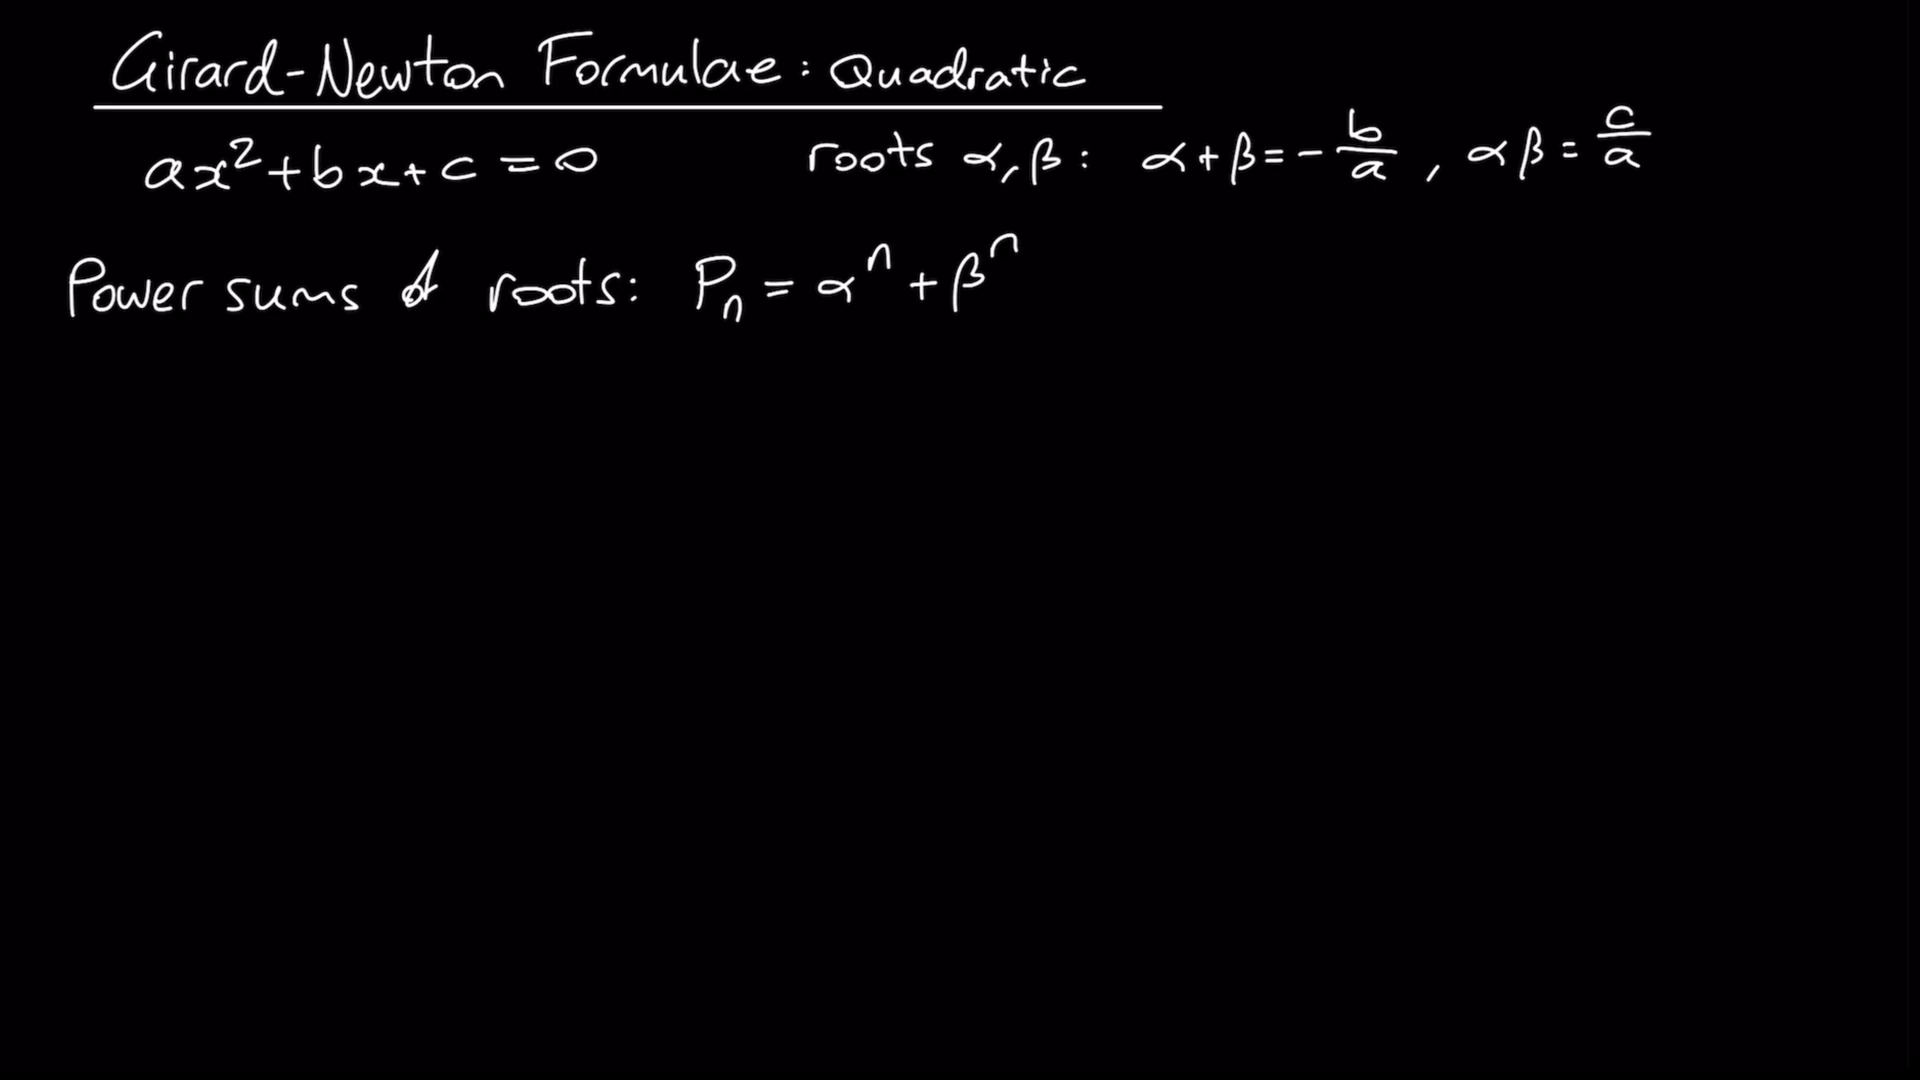 Girard-Newton Formulae: Quadratic
ax²+bx+c=0 roots α,β: α+β=-b/a, αβ=c/a
Power sums of roots: Pₙ=αⁿ+βⁿ